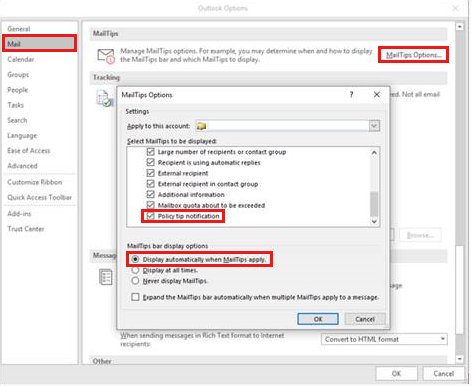 Outlook Options
General
Mail
Calendar
Groups
People
Tasks
Search
Language
Ease of Access
Advanced
Customize Ribbon
Quick Access Toolbar
Add-ins
Trust Center
MailTips
Manage MailTips options. For example, you may determine when and how to display
the MailTips bar and which MailTips to display.
MailTips Options...
Tracking
ed. Not all email
MailTips Options
Settings
Apply to this account:
Select MailTips to be displayed:
Large number of recipients or contact group
Recipient is using automatic replies
External recipient
External recipient in contact group
Additional information
Mailbox quota about to be exceeded
Policy tip notification
MailTips bar display options
Display automatically when MailTips apply.
Display at all times.
Never display MailTips.
Expand the MailTips bar automatically when multiple MailTips apply to a message.
OK
Cancel
Browse...
Messag
When sending messages in Rich Text format to Internet
recipients:
Convert to HTML format
Other
OK
Cancel